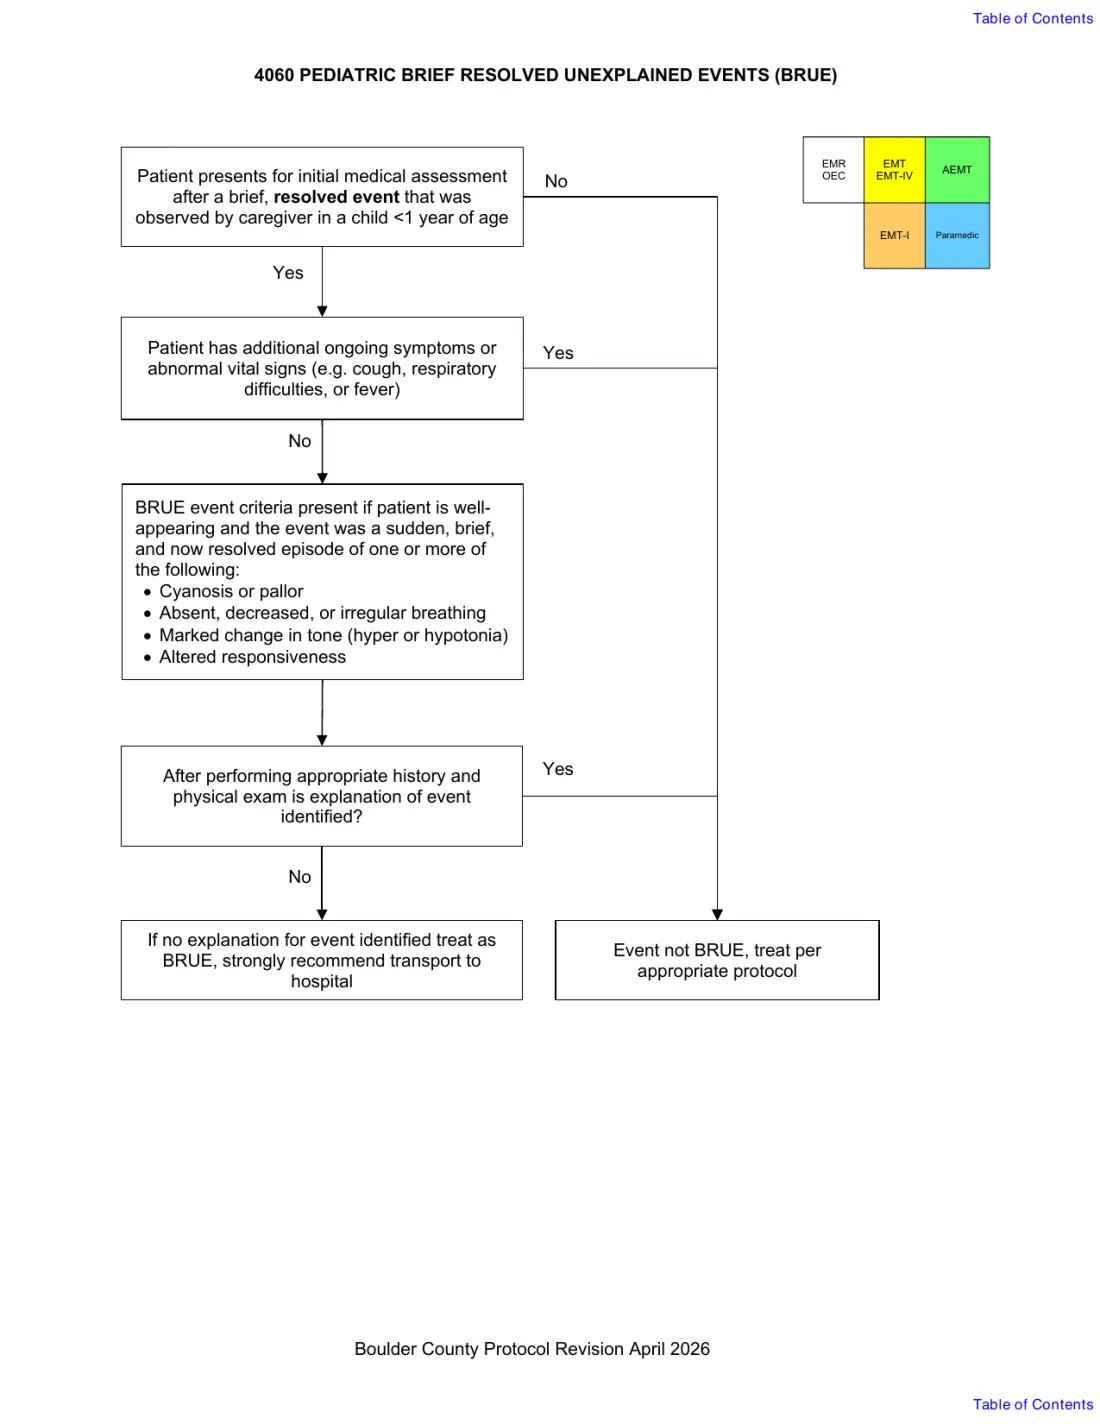 Table of Contents
4060 PEDIATRIC BRIEF RESOLVED UNEXPLAINED EVENTS (BRUE)
EMR
OEC
EMT
EMT-IV
AEMT
EMT-I
Paramedic
Patient presents for initial medical assessment
after a brief, resolved event that was
observed by caregiver in a child <1 year of age
No
Yes
Patient has additional ongoing symptoms or
abnormal vital signs (e.g. cough, respiratory
difficulties, or fever)
Yes
No
BRUE event criteria present if patient is well-
appearing and the event was a sudden, brief,
and now resolved episode of one or more of
the following:
• Cyanosis or pallor
• Absent, decreased, or irregular breathing
• Marked change in tone (hyper or hypotonia)
• Altered responsiveness
After performing appropriate history and
physical exam is explanation of event
identified?
Yes
No
If no explanation for event identified treat as
BRUE, strongly recommend transport to
hospital
Event not BRUE, treat per
appropriate protocol
Boulder County Protocol Revision April 2026
Table of Contents